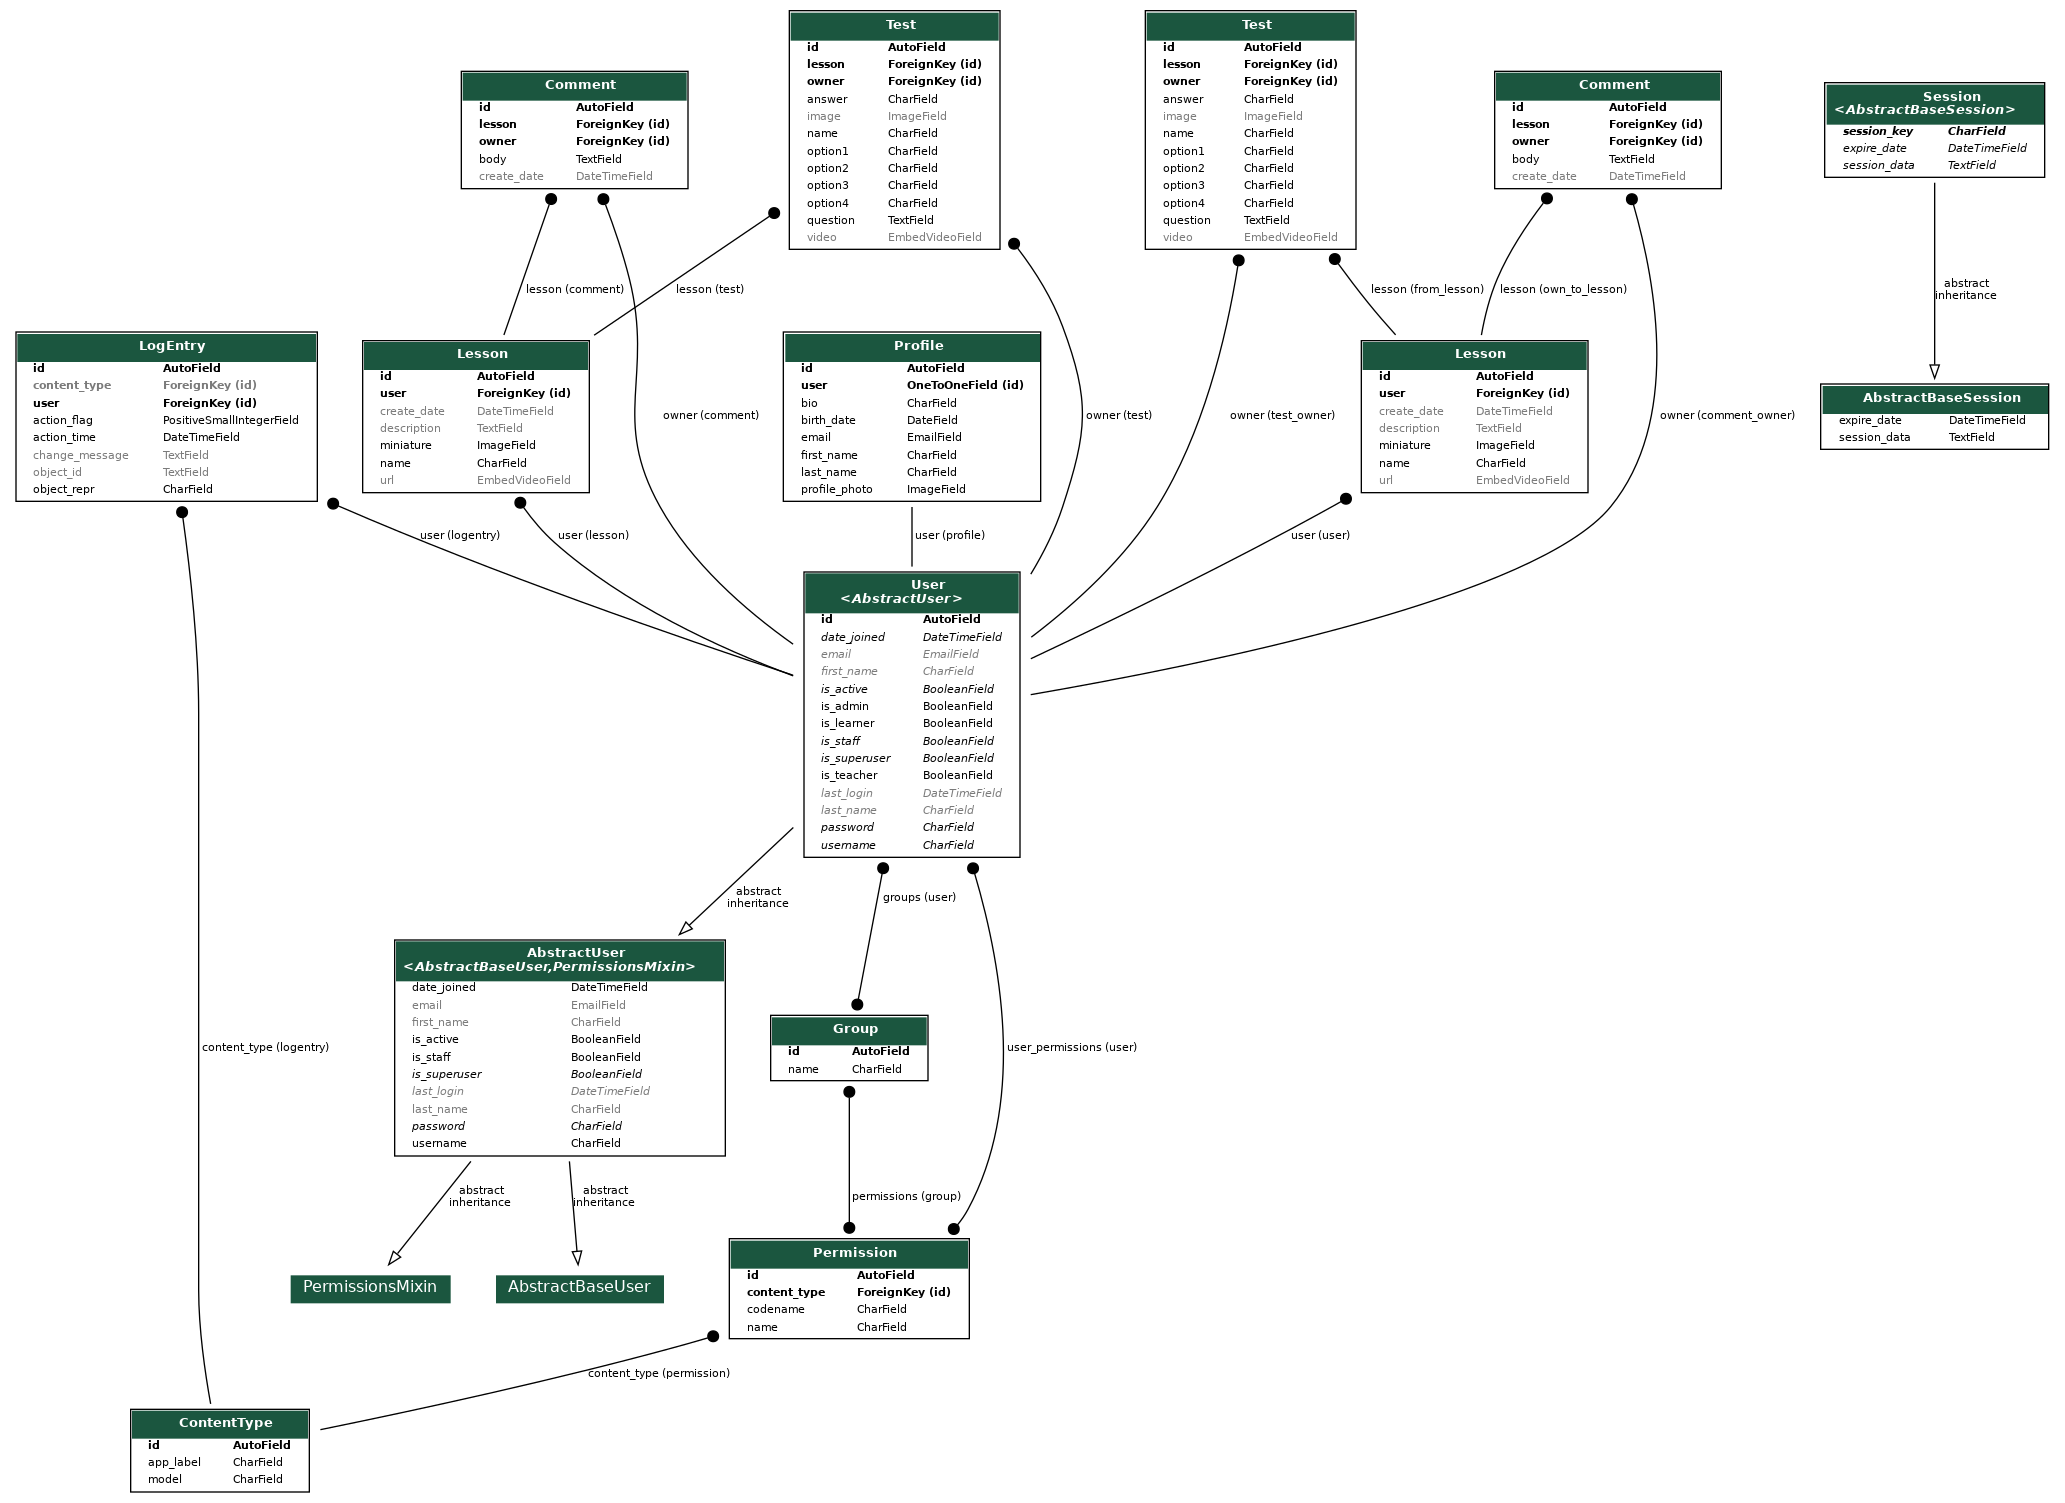 Test
id AutoField
lesson ForeignKey (id)
owner ForeignKey (id)
answer CharField
image ImageField
name CharField
option1 CharField
option2 CharField
option3 CharField
option4 CharField
question TextField
video EmbedVideoField
Test
id AutoField
lesson ForeignKey (id)
owner ForeignKey (id)
answer CharField
image ImageField
name CharField
option1 CharField
option2 CharField
option3 CharField
option4 CharField
question TextField
video EmbedVideoField
Comment
id AutoField
lesson ForeignKey (id)
owner ForeignKey (id)
body TextField
create_date DateTimeField
Comment
id AutoField
lesson ForeignKey (id)
owner ForeignKey (id)
body TextField
create_date DateTimeField
Session
<AbstractBaseSession>
session_key CharField
expire_date DateTimeField
session_data TextField
lesson (comment)
lesson (test)
lesson (from_lesson)
lesson (own_to_lesson)
abstract
inheritance
LogEntry
id AutoField
content_type ForeignKey (id)
user ForeignKey (id)
action_flag PositiveSmallIntegerField
action_time DateTimeField
change_message TextField
object_id TextField
object_repr CharField
Lesson
id AutoField
user ForeignKey (id)
create_date DateTimeField
description TextField
miniature ImageField
name CharField
url EmbedVideoField
owner (comment)
Profile
id AutoField
user OneToOneField (id)
bio CharField
birth_date DateField
email EmailField
first_name CharField
last_name CharField
profile_photo ImageField
owner (test)
owner (test_owner)
Lesson
id AutoField
user ForeignKey (id)
create_date DateTimeField
description TextField
miniature ImageField
name CharField
url EmbedVideoField
owner (comment_owner)
AbstractBaseSession
expire_date DateTimeField
session_data TextField
user (logentry)
user (lesson)
user (profile)
user (user)
User
<AbstractUser>
id AutoField
date_joined DateTimeField
email EmailField
first_name CharField
is_active BooleanField
is_admin BooleanField
is_learner BooleanField
is_staff BooleanField
is_superuser BooleanField
is_teacher BooleanField
last_login DateTimeField
last_name CharField
password CharField
username CharField
abstract
inheritance
groups (user)
AbstractUser
<AbstractBaseUser,PermissionsMixin>
date_joined DateTimeField
email EmailField
first_name CharField
is_active BooleanField
is_staff BooleanField
is_superuser BooleanField
last_login DateTimeField
last_name CharField
password CharField
username CharField
content_type (logentry)
Group
id AutoField
name CharField
user_permissions (user)
abstract
inheritance
abstract
inheritance
permissions (group)
PermissionsMixin
AbstractBaseUser
Permission
id AutoField
content_type ForeignKey (id)
codename CharField
name CharField
content_type (permission)
ContentType
id AutoField
app_label CharField
model CharField